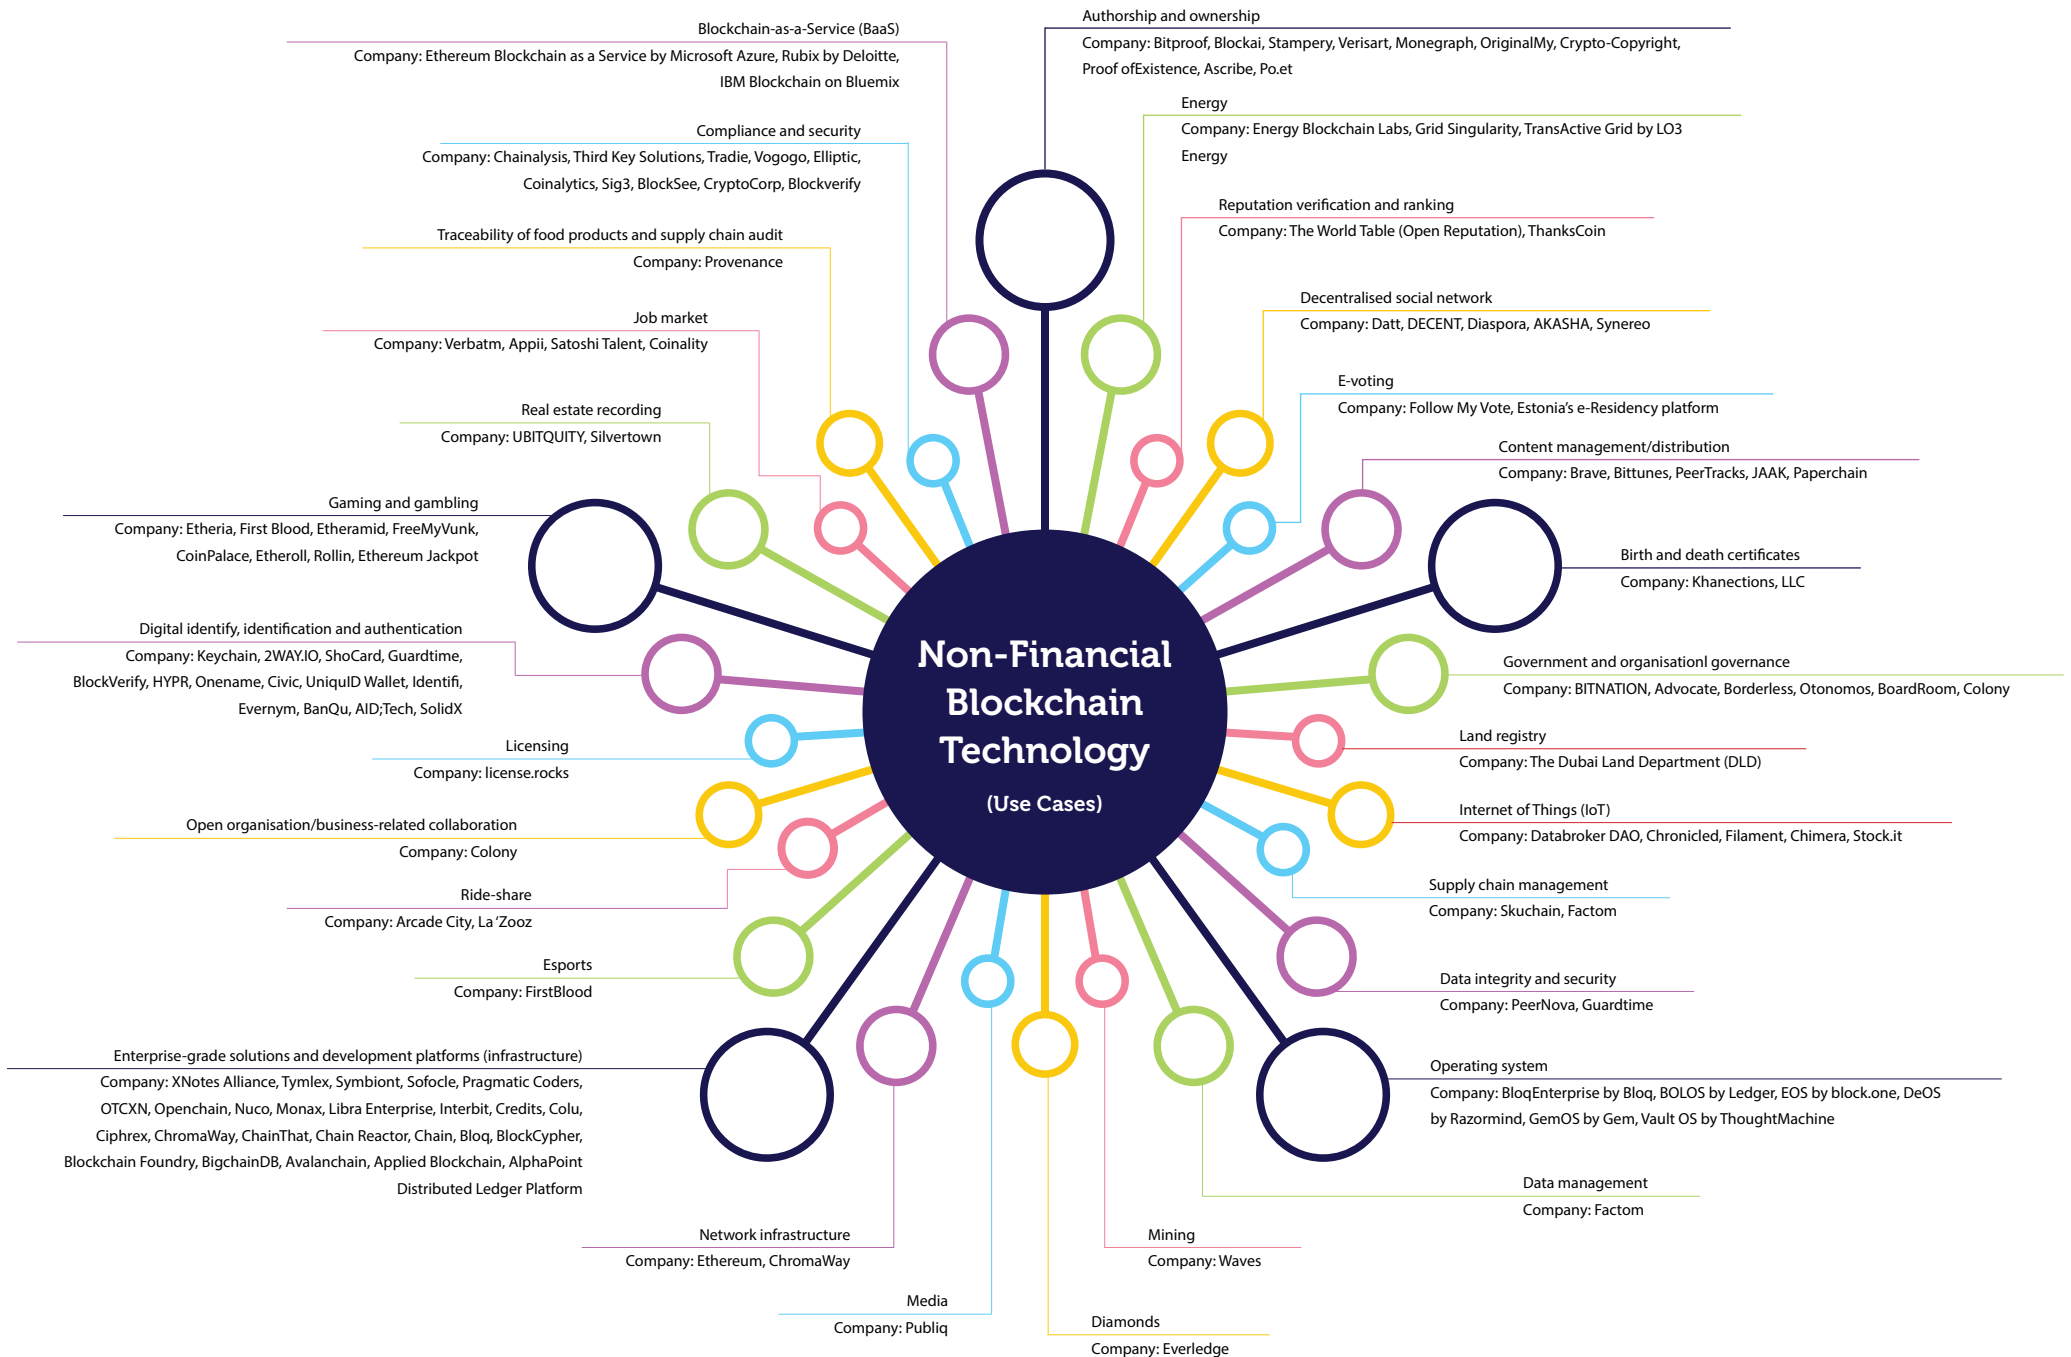 Non-Financial
Blockchain
Technology
(Use Cases)
Authorship and ownership
Company: Bitproof, Blockai, Stampery, Verisart, Monegraph, OriginalMy, Crypto-Copyright,
Proof ofExistence, Ascribe, Po.et
Energy
Company: Energy Blockchain Labs, Grid Singularity, TransActive Grid by LO3
Energy
Reputation verification and ranking
Company: The World Table (Open Reputation), ThanksCoin
Decentralised social network
Company: Datt, DECENT, Diaspora, AKASHA, Synereo
E-voting
Company: Follow My Vote, Estonia's e-Residency platform
Content management/distribution
Company: Brave, Bittunes, PeerTracks, JAAK, Paperchain
Birth and death certificates
Company: Khanections, LLC
Government and organisationl governance
Company: BITNATION, Advocate, Borderless, Otonomos, BoardRoom, Colony
Land registry
Company: The Dubai Land Department (DLD)
Internet of Things (IoT)
Company: Databroker DAO, Chronicled, Filament, Chimera, Stock.it
Supply chain management
Company: Skuchain, Factom
Data integrity and security
Company: PeerNova, Guardtime
Operating system
Company: BloqEnterprise by Bloq, BOLOS by Ledger, EOS by block.one, DeOS
by Razormind, GemOS by Gem, Vault OS by ThoughtMachine
Data management
Company: Factom
Mining
Company: Waves
Diamonds
Company: Everledge
Media
Company: Publiq
Network infrastructure
Company: Ethereum, ChromaWay
Enterprise-grade solutions and development platforms (infrastructure)
Company: XNotes Alliance, Tymlex, Symbiont, Sofocle, Pragmatic Coders,
OTCXN, Openchain, Nuco, Monax, Libra Enterprise, Interbit, Credits, Colu,
Ciphrex, ChromaWay, ChainThat, Chain Reactor, Chain, Bloq, BlockCypher,
Blockchain Foundry, BigchainDB, Avalanchain, Applied Blockchain, AlphaPoint
Distributed Ledger Platform
Esports
Company: FirstBlood
Ride-share
Company: Arcade City, La 'Zooz
Open organisation/business-related collaboration
Company: Colony
Licensing
Company: license.rocks
Digital identify, identification and authentication
Company: Keychain, 2WAY.IO, ShoCard, Guardtime,
BlockVerify, HYPR, Onename, Civic, UniquID Wallet, Identifi,
Evernym, BanQu, AID;Tech, SolidX
Gaming and gambling
Company: Etheria, First Blood, Etheramid, FreeMyVunk,
CoinPalace, Etheroll, Rollin, Ethereum Jackpot
Real estate recording
Company: UBITQUITY, Silvertown
Job market
Company: Verbatm, Appii, Satoshi Talent, Coinality
Traceability of food products and supply chain audit
Company: Provenance
Compliance and security
Company: Chainalysis, Third Key Solutions, Tradie, Vogogo, Elliptic,
Coinalytics, Sig3, BlockSee, CryptoCorp, Blockverify
Blockchain-as-a-Service (BaaS)
Company: Ethereum Blockchain as a Service by Microsoft Azure, Rubix by Deloitte,
IBM Blockchain on Bluemix